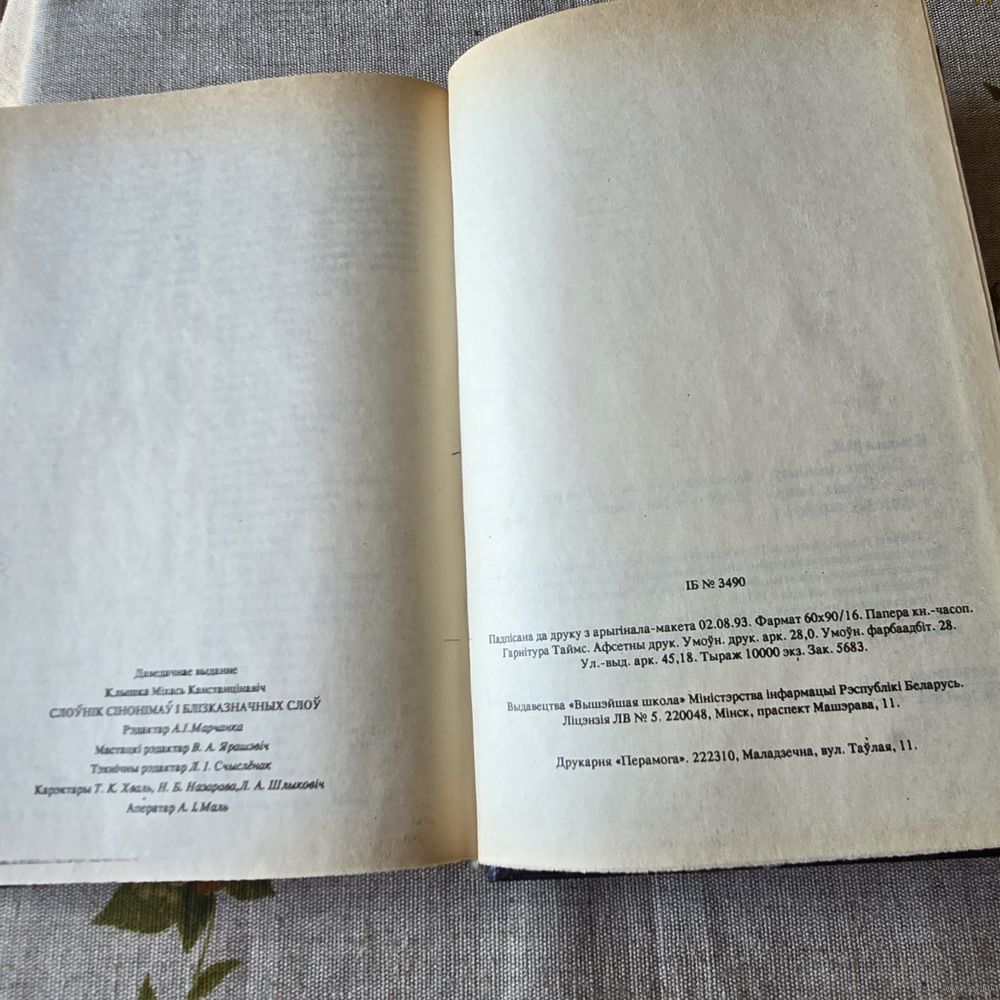 Даведачнае выданне
Клышка Мікась Канстанцінавіч
СЛОЎНІК СІНОНІМАЎ І БЛІЗКАЗНАЧНЫХ СЛОЎ
Рэдактар А.І.Марчанка
Мастацкі рэдактар В. А. Ярашэвіч
Тэхнічны рэдактар Л. І. Счыслёнак
Карэктары Т. К. Хваль, Н. Б. Назарава,Л. А. Шлыковіч
Аператар А. І.Маль
ІБ № 3490
Падпісана да друку з арыгінала-макета 02.08.93. Фармат 60х90/16. Папера кн.-часоп.
Гарнітура Таймс. Афсетны друк. Умоўн. друк. арк. 28,0. Умоўн. фарбаадбіт. 28.
Ул.-выд. арк. 45,18. Тыраж 10000 экз. Зак. 5683.
Выдавецтва «Вышэйшая школа» Міністэрства інфармацыі Рэспублікі Беларусь.
Ліцэнзія ЛВ № 5. 220048, Мінск, праспект Машэрава, 11.
Друкарня «Перамога». 222310, Маладзечна, вул. Таўлая, 11.